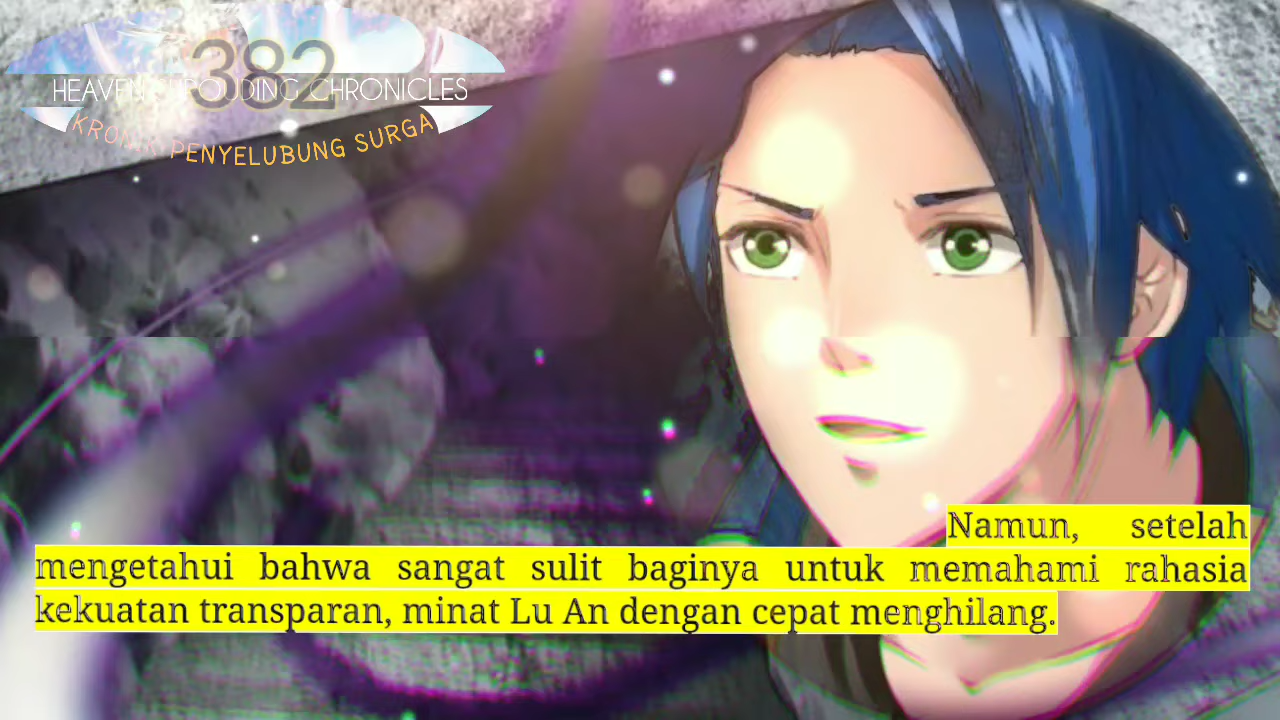 382
HEAVEN SHROUDING CHRONICLES
KRONIK PENYELUBUNG SURGA
Namun, setelah
mengetahui bahwa sangat sulit baginya untuk memahami rahasia
kekuatan transparan, minat Lu An dengan cepat menghilang.